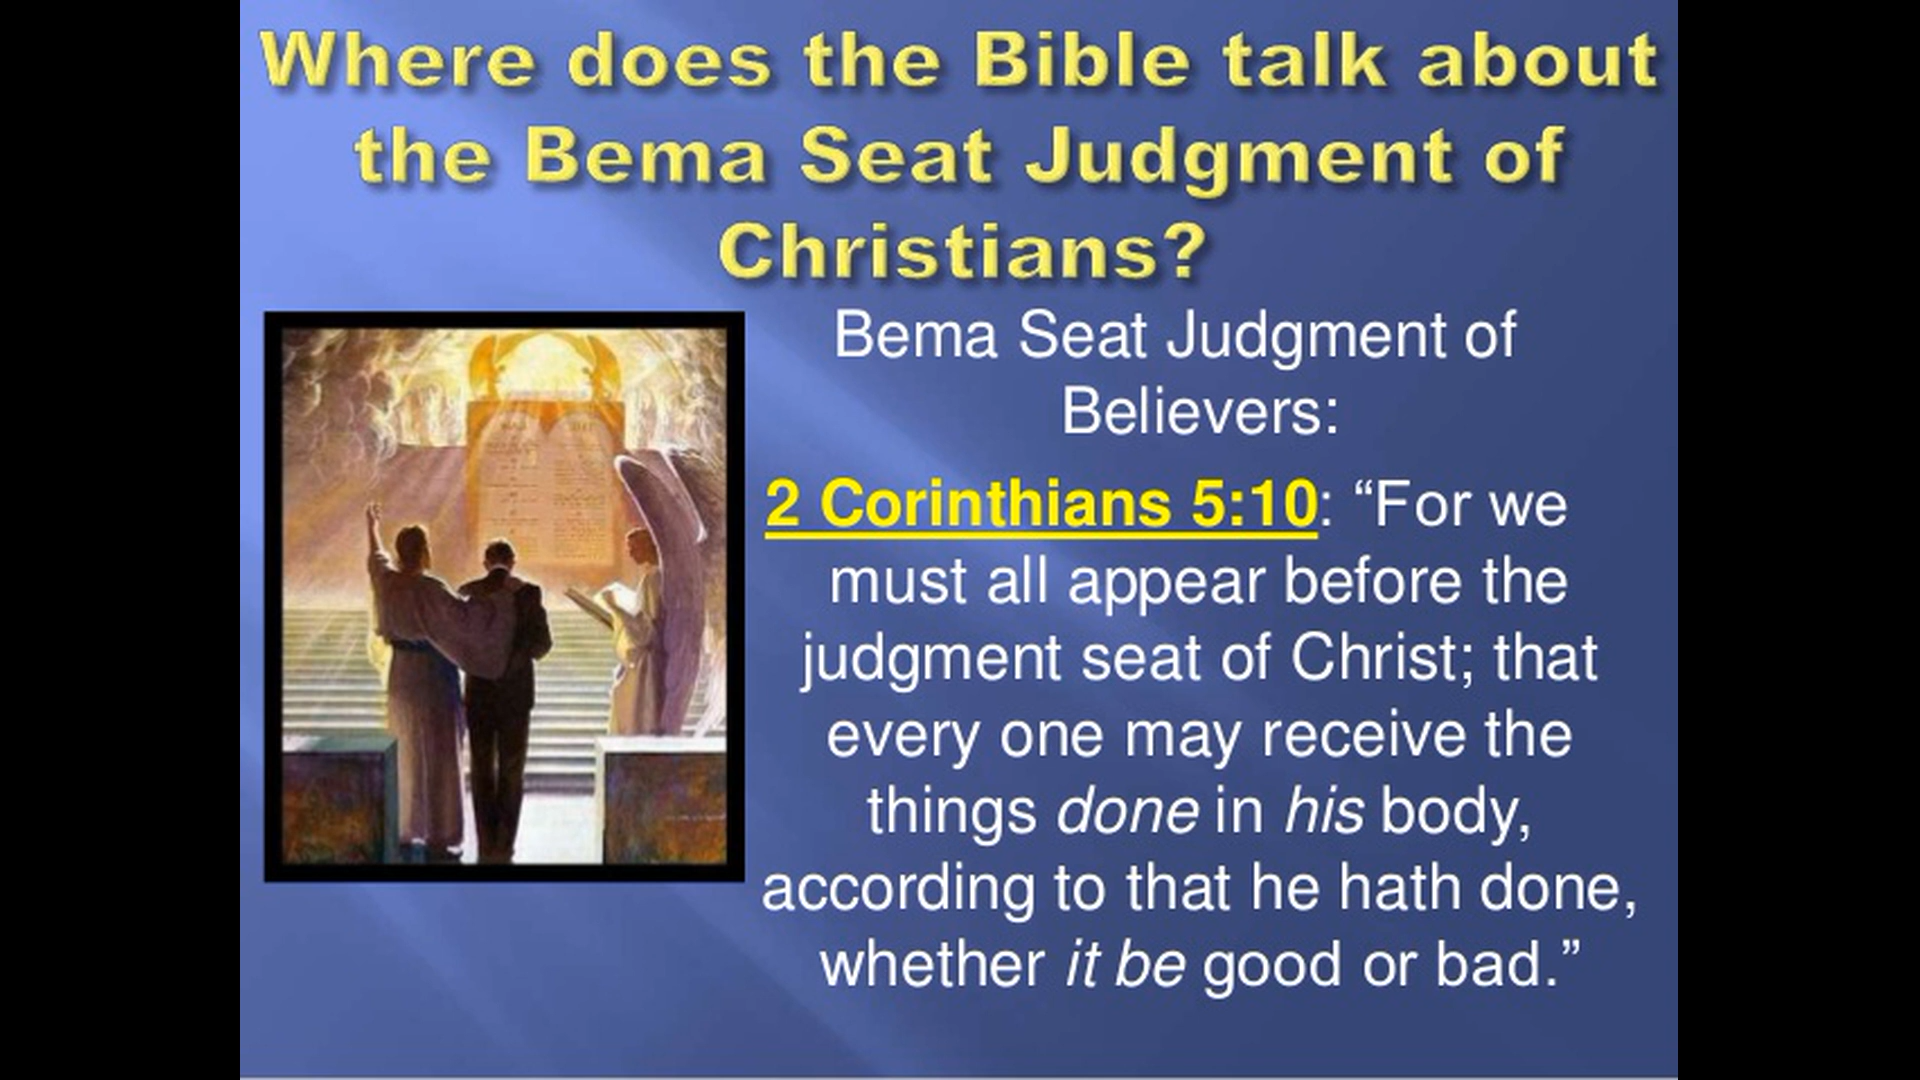 Where does the Bible talk about
the Bema Seat Judgment of
Christians?
Bema Seat Judgment of
Believers:
2 Corinthians 5:10: “For we
must all appear before the
judgment seat of Christ; that
every one may receive the
things done in his body,
according to that he hath done,
whether it be good or bad.”